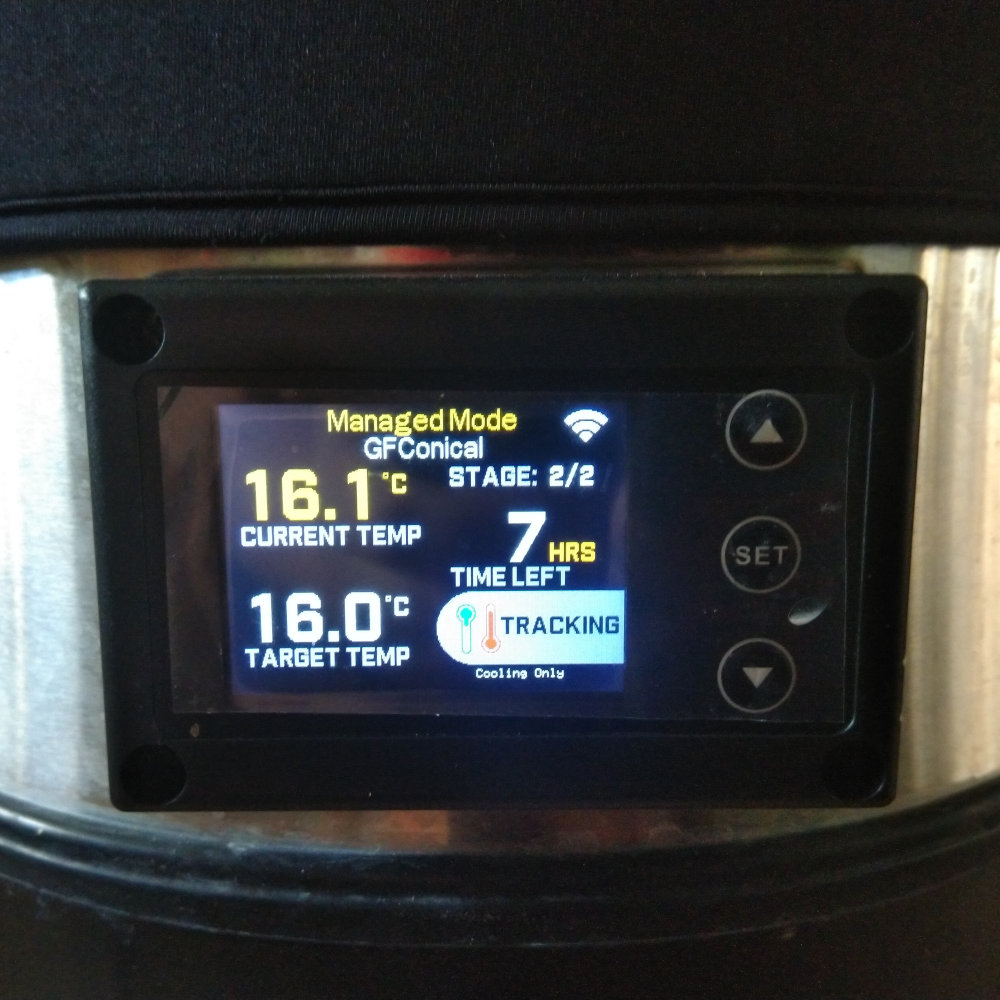 Managed Mode
GFConical
16.1°C
CURRENT TEMP
STAGE: 2/2
7 HRS
TIME LEFT
16.0°C
TARGET TEMP
TRACKING
Cooling Only
SET